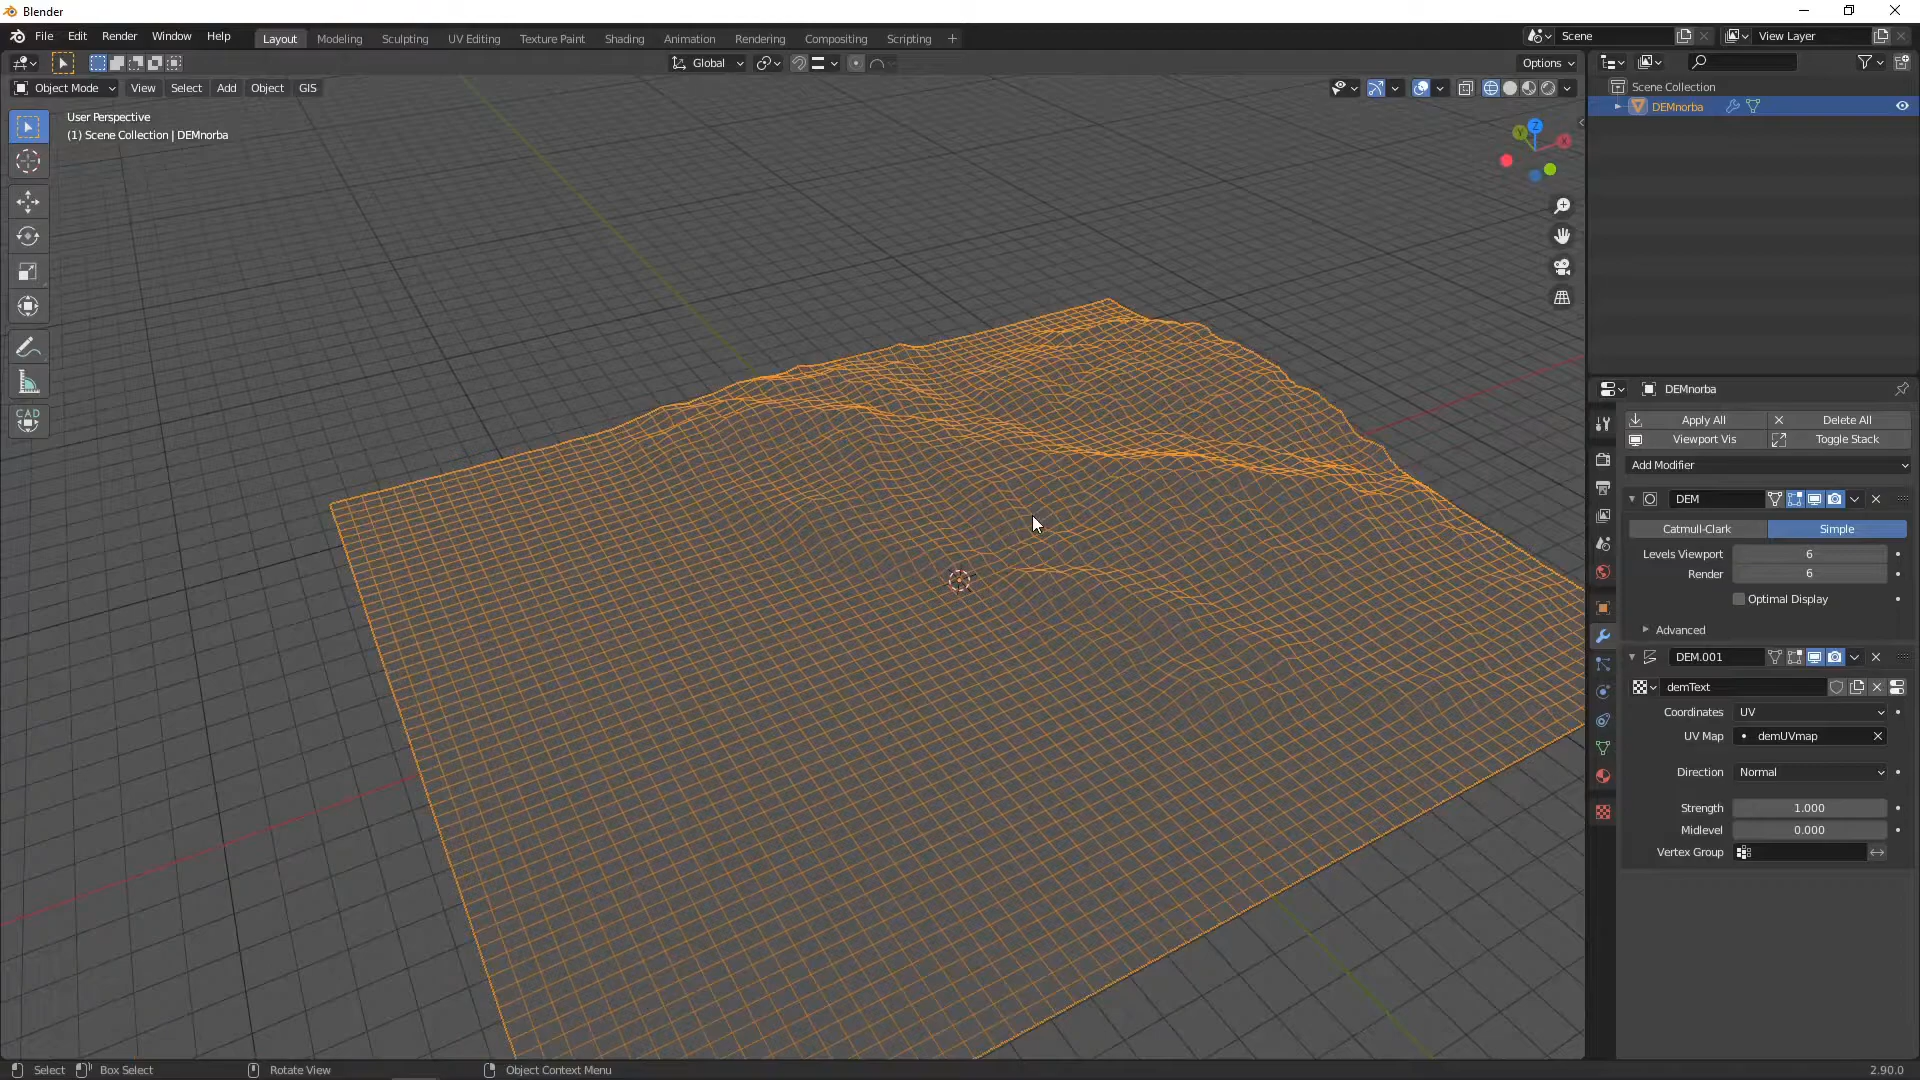 Blender
File Edit Render Window Help Layout Modeling Sculpting UV Editing Texture Paint Shading Animation Rendering Compositing Scripting + Scene View Layer
Global Options
Object Mode View Select Add Object GIS
User Perspective
(1) Scene Collection | DEMnorba
CAD
Z
Y
X
Scene Collection
DEMnorba
DEMnorba
Apply All Delete All
Viewport Vis Toggle Stack
Add Modifier
DEM
Catmull-Clark Simple
Levels Viewport 6
Render 6
Optimal Display
Advanced
DEM.001
demText
Coordinates UV
UV Map demUVmap
Direction Normal
Strength 1.000
Midlevel 0.000
Vertex Group
Select Box Select Rotate View Object Context Menu 2.90.0